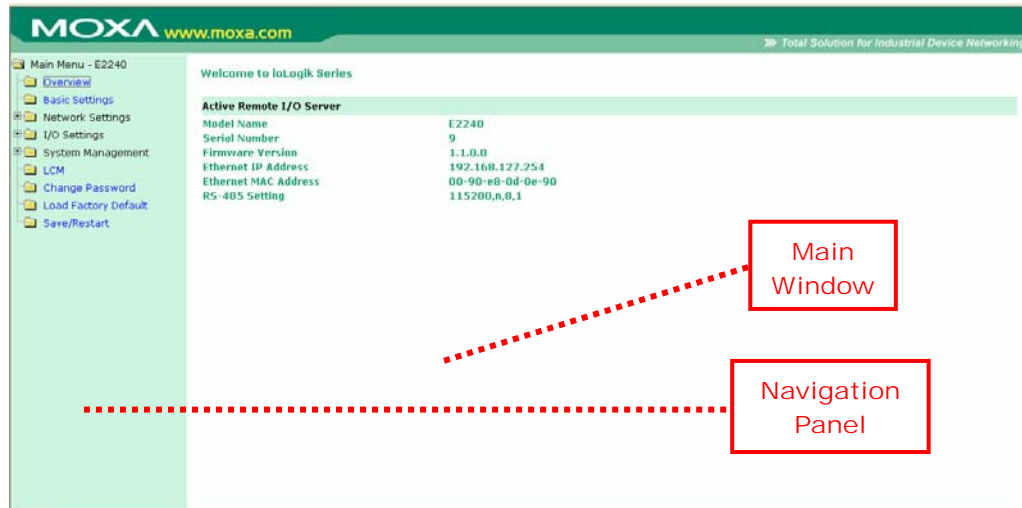 MOXA www.moxa.com
Total Solution for Industrial Device Networking
Main Menu - E2240
Overview
Basic Settings
Network Settings
I/O Settings
System Management
LCM
Change Password
Load Factory Default
Save/Restart
Welcome to ioLogik Series
Active Remote I/O Server
Model Name E2240
Serial Number 9
Firmware Version 1.1.0.0
Ethernet IP Address 192.168.127.254
Ethernet MAC Address 00-90-e8-0d-0e-90
RS-485 Setting 115200,n,8,1
Main
Window
Navigation
Panel